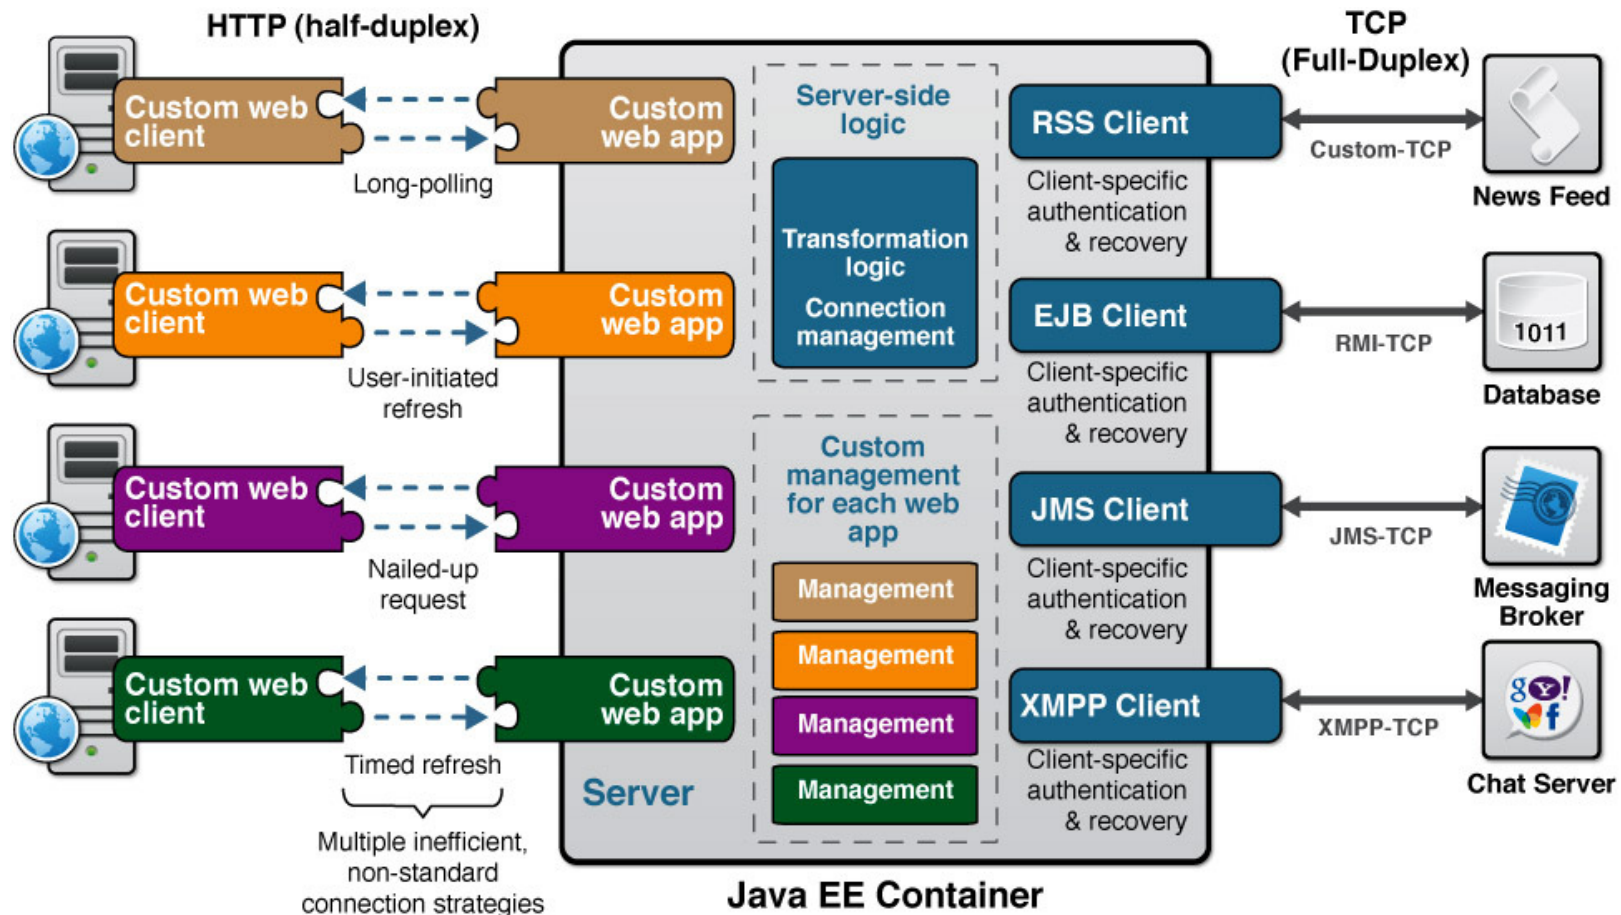 HTTP (half-duplex)
TCP
(Full-Duplex)
Custom web
client
Custom
web app
Long-polling
Custom web
client
Custom
web app
User-initiated
refresh
Custom web
client
Custom
web app
Nailed-up
request
Custom web
client
Custom
web app
Timed refresh
Multiple inefficient,
non-standard
connection strategies
Server-side
logic
Transformation
logic
Connection
management
Custom
management
for each web
app
Management
Management
Management
Management
Server
RSS Client
Client-specific
authentication
& recovery
EJB Client
Client-specific
authentication
& recovery
JMS Client
Client-specific
authentication
& recovery
XMPP Client
Client-specific
authentication
& recovery
Custom-TCP
News Feed
RMI-TCP
1011
Database
JMS-TCP
Messaging
Broker
XMPP-TCP
g Y!
f
Chat Server
Java EE Container